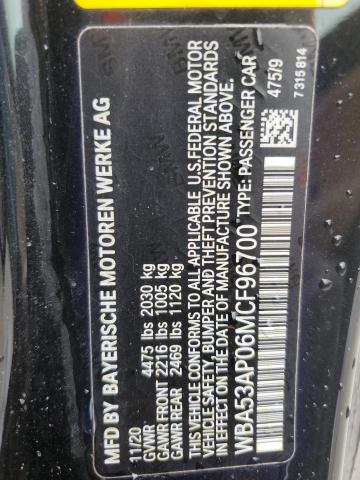 MFD BY BAYERISCHE MOTOREN WERKE AG
11/20
GVWR 4475 lbs 2030 kg
GAWR FRONT 2216 lbs 1005 kg
GAWR REAR 2469 lbs 1120 kg
THIS VEHICLE CONFORMS TO ALL APPLICABLE U.S. FEDERAL MOTOR
VEHICLE SAFETY, BUMPER AND THEFT PREVENTION STANDARDS
IN EFFECT ON THE DATE OF MANUFACTURE SHOWN ABOVE.
WBA53AP06MCF96700 TYPE: PASSENGER CAR
475/9
7 315 814